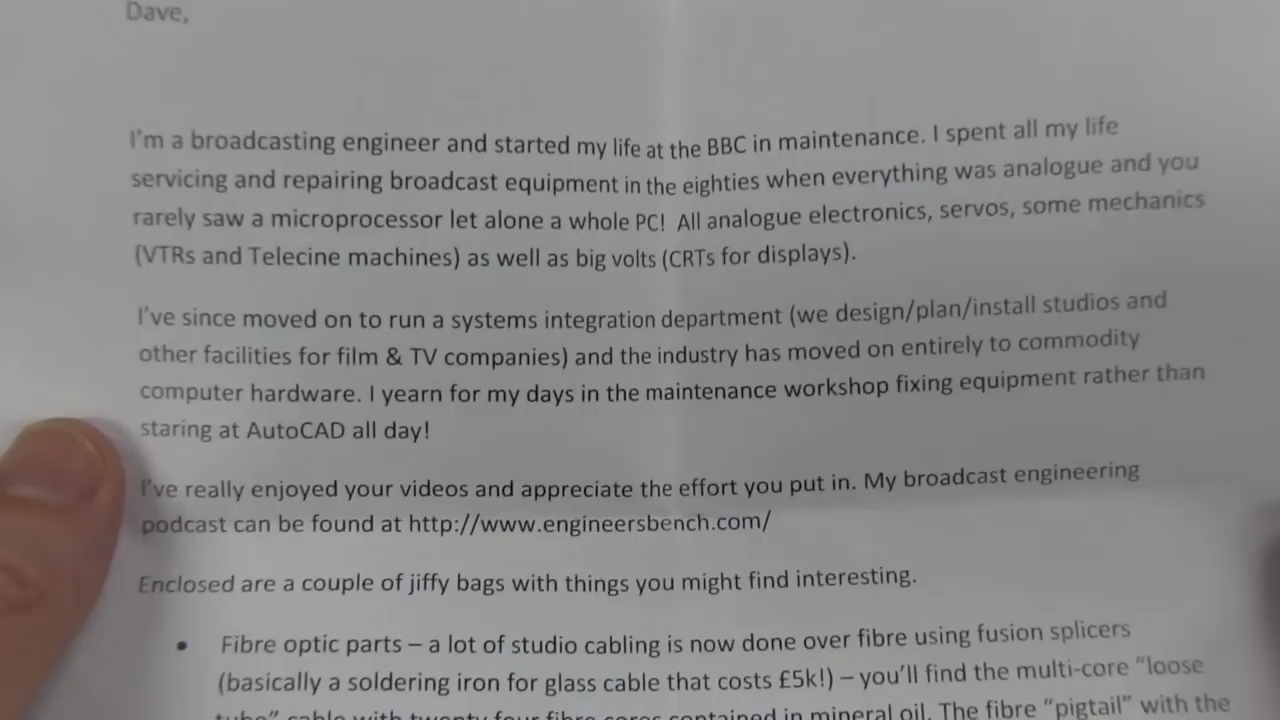 Dave,
I'm a broadcasting engineer and started my life at the BBC in maintenance. I spent all my life
servicing and repairing broadcast equipment in the eighties when everything was analogue and you
rarely saw a microprocessor let alone a whole PC! All analogue electronics, servos, some mechanics
(VTRs and Telecine machines) as well as big volts (CRTs for displays).
I've since moved on to run a systems integration department (we design/plan/install studios and
other facilities for film & TV companies) and the industry has moved on entirely to commodity
computer hardware. I yearn for my days in the maintenance workshop fixing equipment rather than
staring at AutoCAD all day!
I've really enjoyed your videos and appreciate the effort you put in. My broadcast engineering
podcast can be found at http://www.engineersbench.com/
Enclosed are a couple of jiffy bags with things you might find interesting.
• Fibre optic parts – a lot of studio cabling is now done over fibre using fusion splicers
(basically a soldering iron for glass cable that costs £5k!) – you'll find the multi-core "loose
tube" cable with twenty four fibre cores contained in mineral oil. The fibre "pigtail" with the